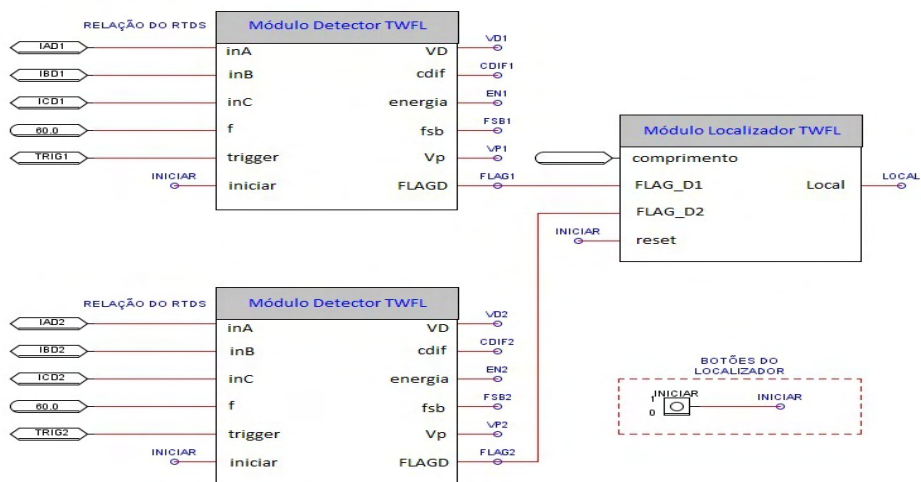 RELAÇÃO DO RTDS
Módulo Detector TWFL
IAD1
inA
VD
VD1
IBD1
inB
cdif
CDIF1
ICD1
inC
energia
EN1
60.0
f
fsb
FSB1
TRIG1
trigger
Vp
VP1
INICIAR
iniciar
FLAGD
FLAG1
Módulo Localizador TWFL
comprimento
FLAG_D1
Local
LOCAL
FLAG_D2
INICIAR
reset
RELAÇÃO DO RTDS
Módulo Detector TWFL
IAD2
inA
VD
VD2
IBD2
inB
cdif
CDIF2
ICD2
inC
energia
EN2
60.0
f
fsb
FSB2
TRIG2
trigger
Vp
VP2
INICIAR
iniciar
FLAGD
FLAG2
BOTÕES DO
LOCALIZADOR
INICIAR
1
0
INICIAR